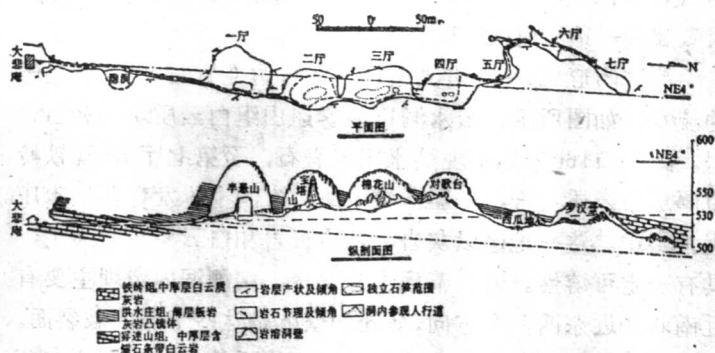 50 0 50m
一厅
二厅
三厅
四厅
五厅
六厅
七厅
大悲庵
N
NE4°
平面图
NE4°
600
550
530
500
半悬山
宝塔山
棉花山
对歌台
西瓜
罗汉
大悲庵
纵剖面图
铁岭组,中厚层白云质灰岩
洪水庄组:薄层板岩灰岩凸镜体
雾迷山组:中厚层含燧石条带白云岩
岩层产状及倾角
岩石节理及倾角
岩溶洞壁
独立石笋范围
洞内参观人行道